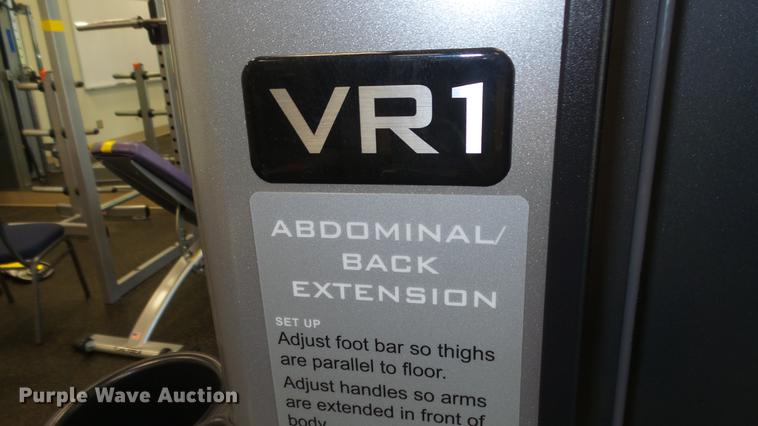 VR1
ABDOMINAL/
BACK
EXTENSION
SET UP
Adjust foot bar so thighs
are parallel to floor.
Adjust handles so arms
are extended in front of
body
Purple Wave Auction